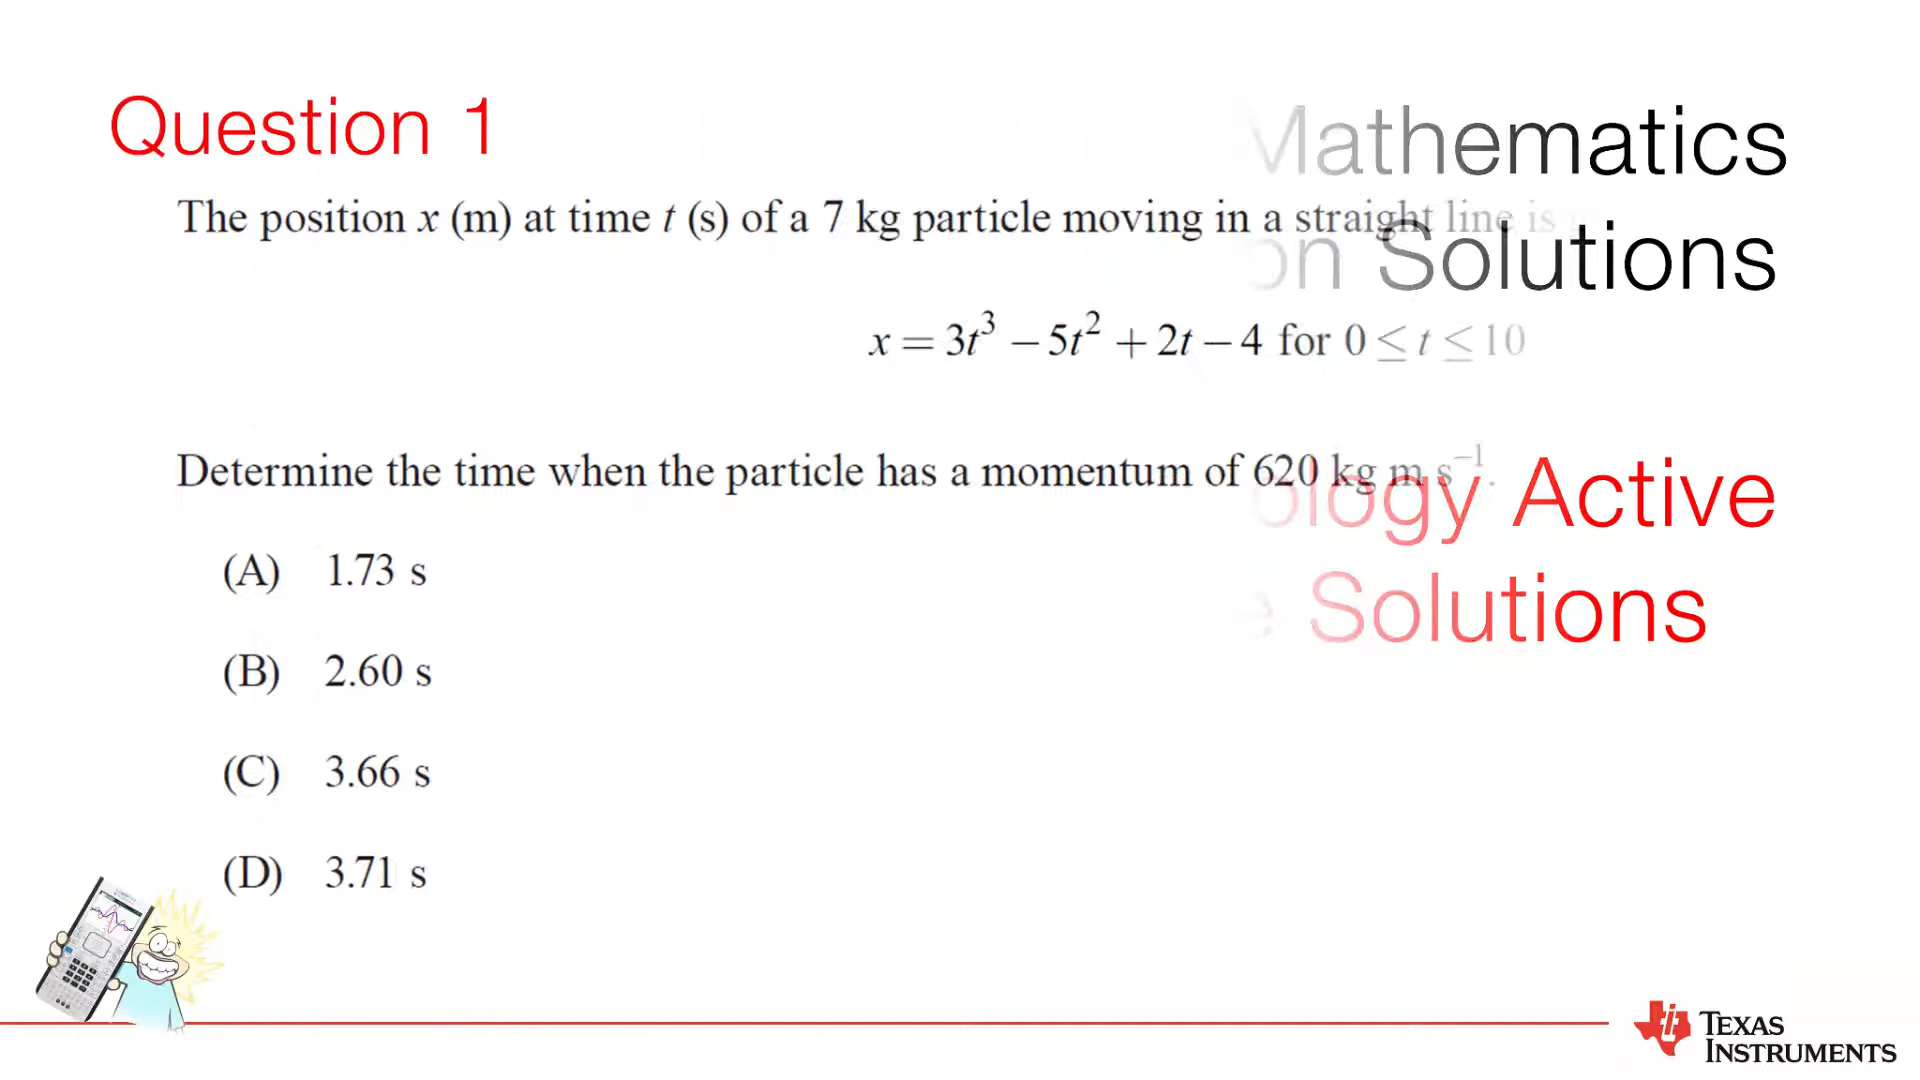 Question 1
Mathematics
The position x (m) at time t (s) of a 7 kg particle moving in a straight line is
Solutions
x = 3t³ − 5t² + 2t − 4 for 0 ≤ t ≤ 10
Determine the time when the particle has a momentum of 620 kg m s⁻¹.
Active
(A) 1.73 s
Solutions
(B) 2.60 s
(C) 3.66 s
(D) 3.71 s
TEXAS
INSTRUMENTS